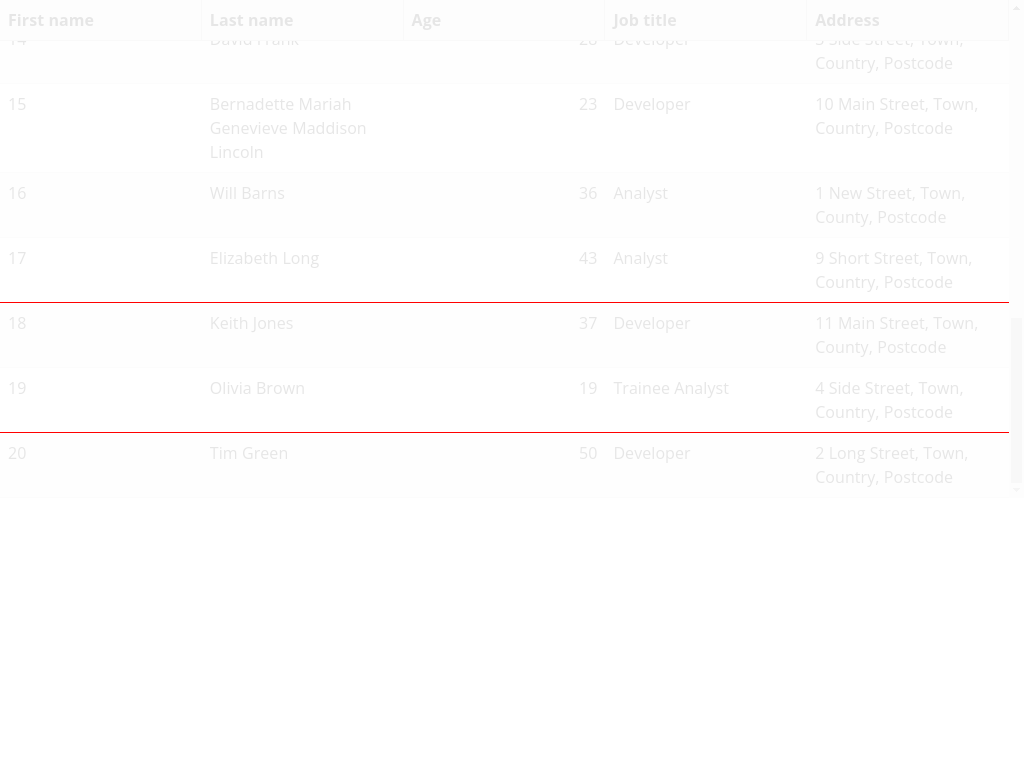 First name Last name Age Job title Address
14 David Frank 28 Developer 5 Side Street, Town,
Country, Postcode
15 Bernadette Mariah 23 Developer 10 Main Street, Town,
Genevieve Maddison Country, Postcode
Lincoln
16 Will Barns 36 Analyst 1 New Street, Town,
County, Postcode
17 Elizabeth Long 43 Analyst 9 Short Street, Town,
Country, Postcode
18 Keith Jones 37 Developer 11 Main Street, Town,
County, Postcode
19 Olivia Brown 19 Trainee Analyst 4 Side Street, Town,
Country, Postcode
20 Tim Green 50 Developer 2 Long Street, Town,
Country, Postcode